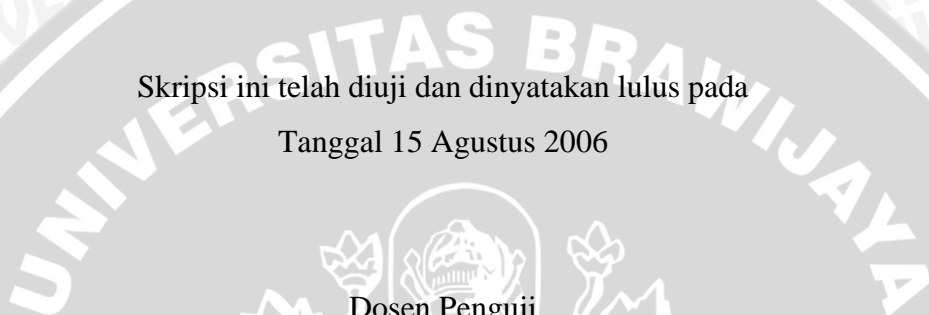 UNIVERSITAS BRAWIJAYA
Skripsi ini telah diuji dan dinyatakan lulus pada
Tanggal 15 Agustus 2006
Dosen Penguji